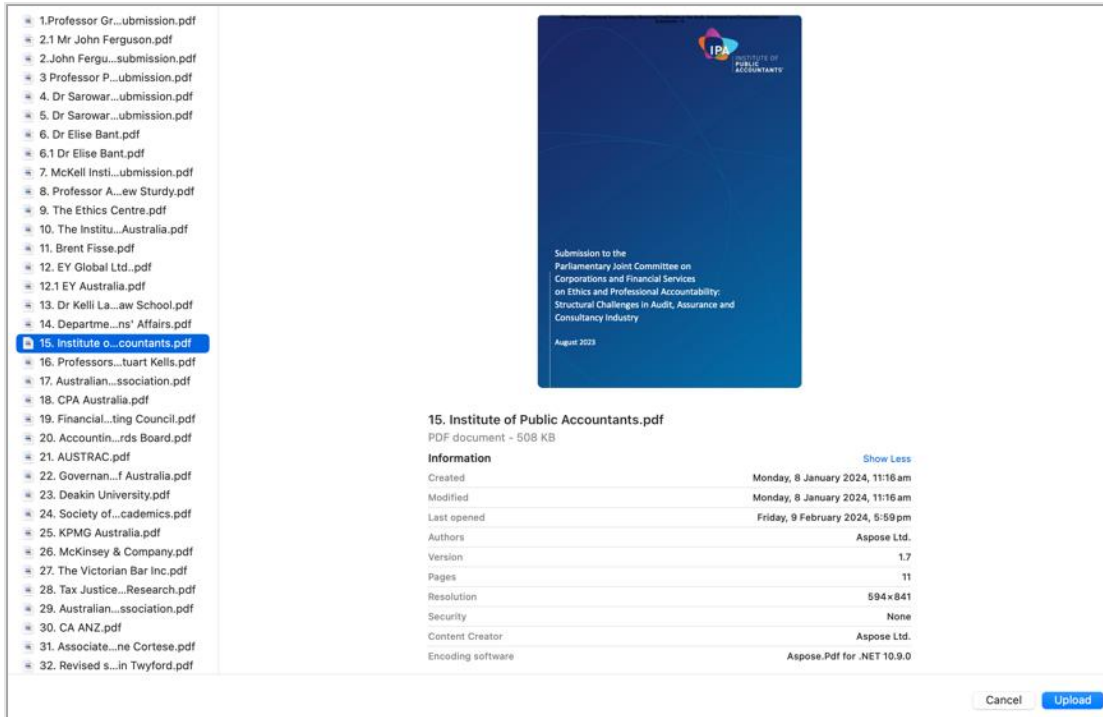 1.Professor Gr...ubmission.pdf
2.1 Mr John Ferguson.pdf
2.John Fergu...submission.pdf
3 Professor P...ubmission.pdf
4. Dr Sarowar...ubmission.pdf
5. Dr Sarowar...ubmission.pdf
6. Dr Elise Bant.pdf
6.1 Dr Elise Bant.pdf
7. McKell Insti...ubmission.pdf
8. Professor A...ew Sturdy.pdf
9. The Ethics Centre.pdf
10. The Institu...Australia.pdf
11. Brent Fisse.pdf
12. EY Global Ltd..pdf
12.1 EY Australia.pdf
13. Dr Kelli La...aw School.pdf
14. Departme...ns' Affairs.pdf
15. Institute o...countants.pdf
16. Professors...tuart Kells.pdf
17. Australian...ssociation.pdf
18. CPA Australia.pdf
19. Financial...ting Council.pdf
20. Accountin...rds Board.pdf
21. AUSTRAC.pdf
22. Governan...f Australia.pdf
23. Deakin University.pdf
24. Society of...cademics.pdf
25. KPMG Australia.pdf
26. McKinsey & Company.pdf
27. The Victorian Bar Inc.pdf
28. Tax Justice...Research.pdf
29. Australian...ssociation.pdf
30. CA ANZ.pdf
31. Associate...ne Cortese.pdf
32. Revised s...in Twyford.pdf
IPA
INSTITUTE OF
PUBLIC
ACCOUNTANTS
Submission to the
Parliamentary Joint Committee on
Corporations and Financial Services
on Ethics and Professional Accountability:
Structural Challenges in Audit, Assurance and
Consultancy Industry
August 2023
15. Institute of Public Accountants.pdf
PDF document - 508 KB
Information Show Less
Created Monday, 8 January 2024, 11:16 am
Modified Monday, 8 January 2024, 11:16 am
Last opened Friday, 9 February 2024, 5:59 pm
Authors Aspose Ltd.
Version 1.7
Pages 11
Resolution 594×841
Security None
Content Creator Aspose Ltd.
Encoding software Aspose.Pdf for .NET 10.9.0
Cancel Upload